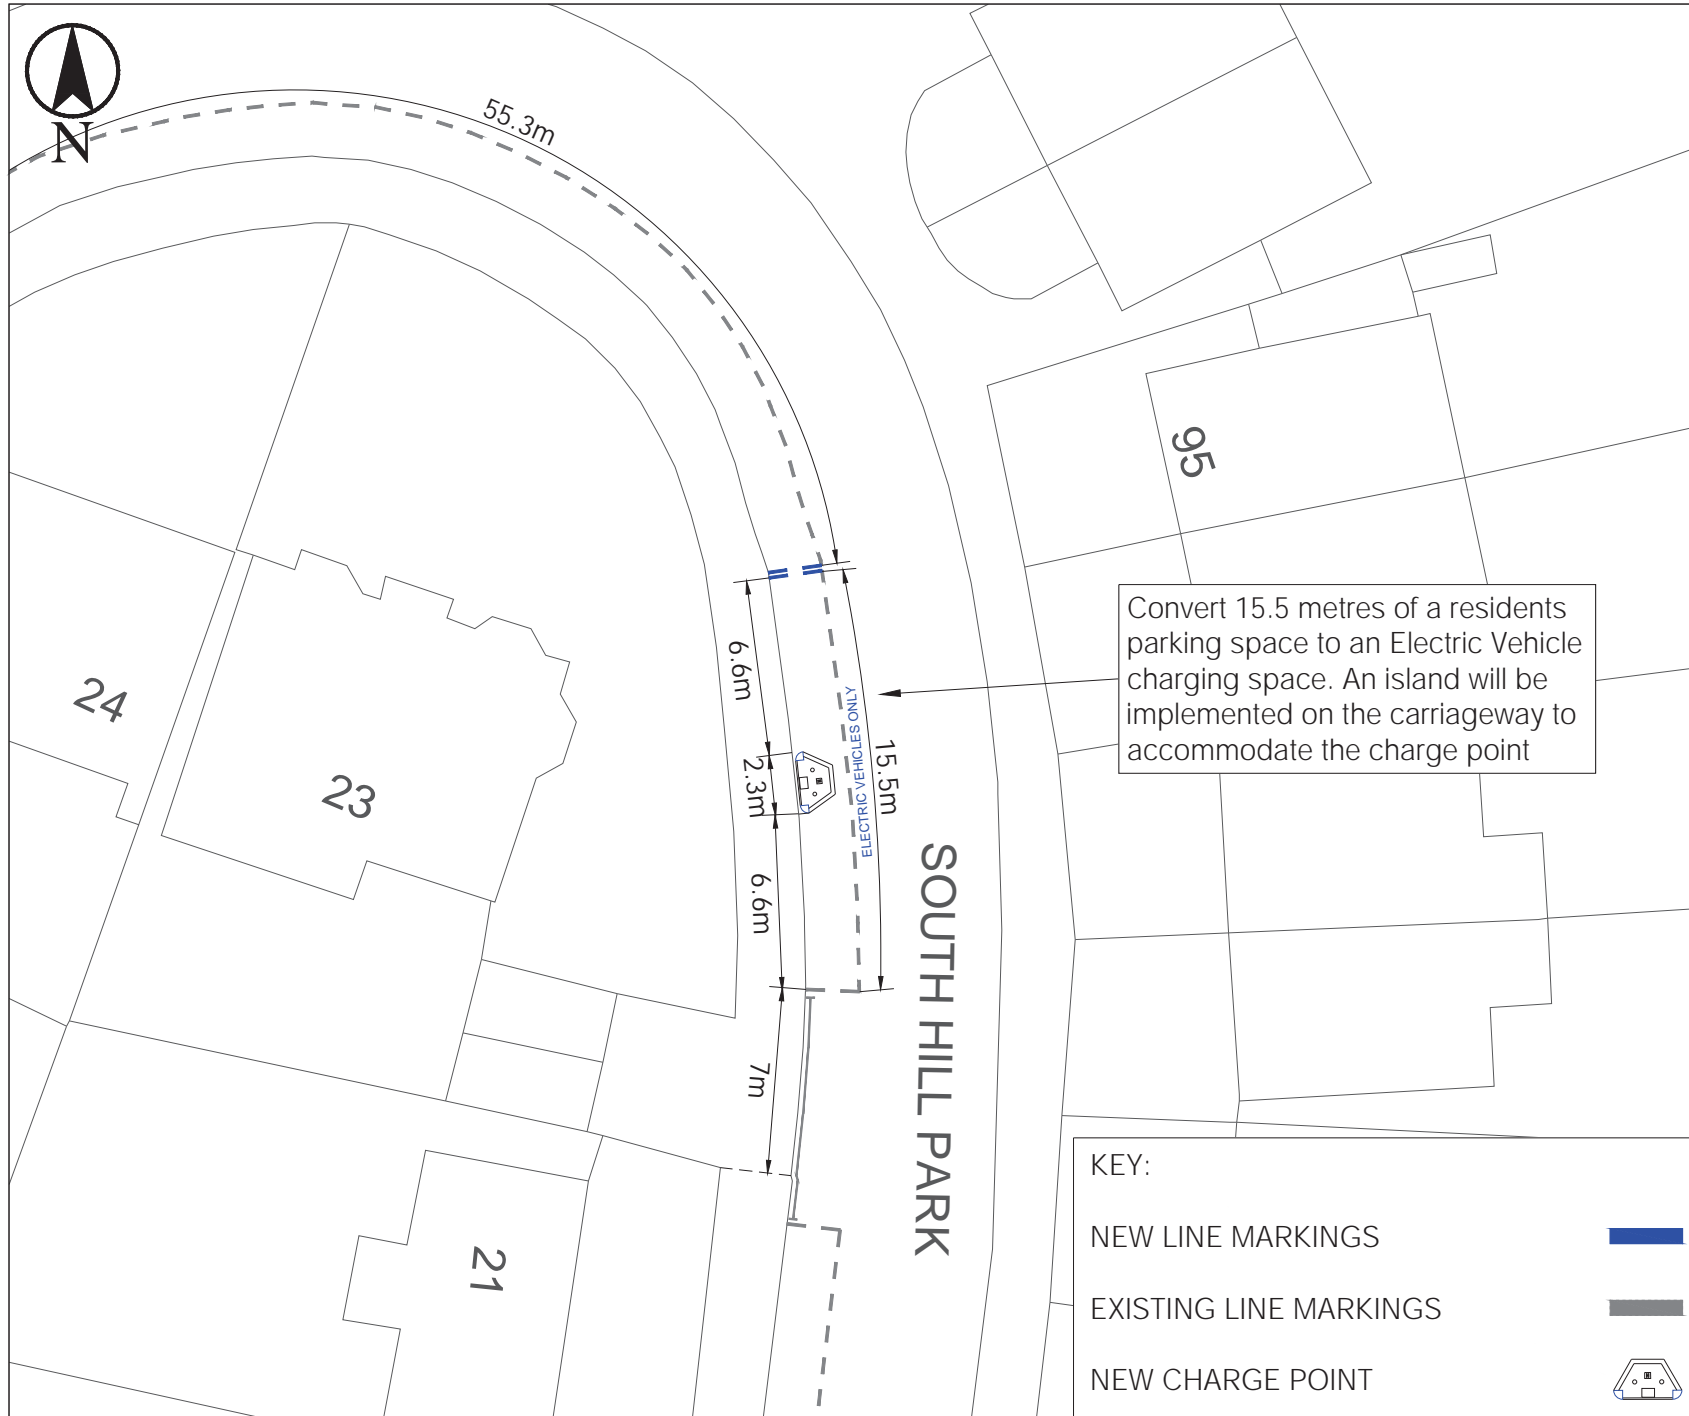 N
55.3m
95
Convert 15.5 metres of a residents
parking space to an Electric Vehicle
charging space. An island will be
implemented on the carriageway to
accommodate the charge point
6.6m
2.3m
6.6m
7m
15.5m
ELECTRIC VEHICLES ONLY
SOUTH HILL PARK
24
23
21
KEY:
NEW LINE MARKINGS
EXISTING LINE MARKINGS
NEW CHARGE POINT